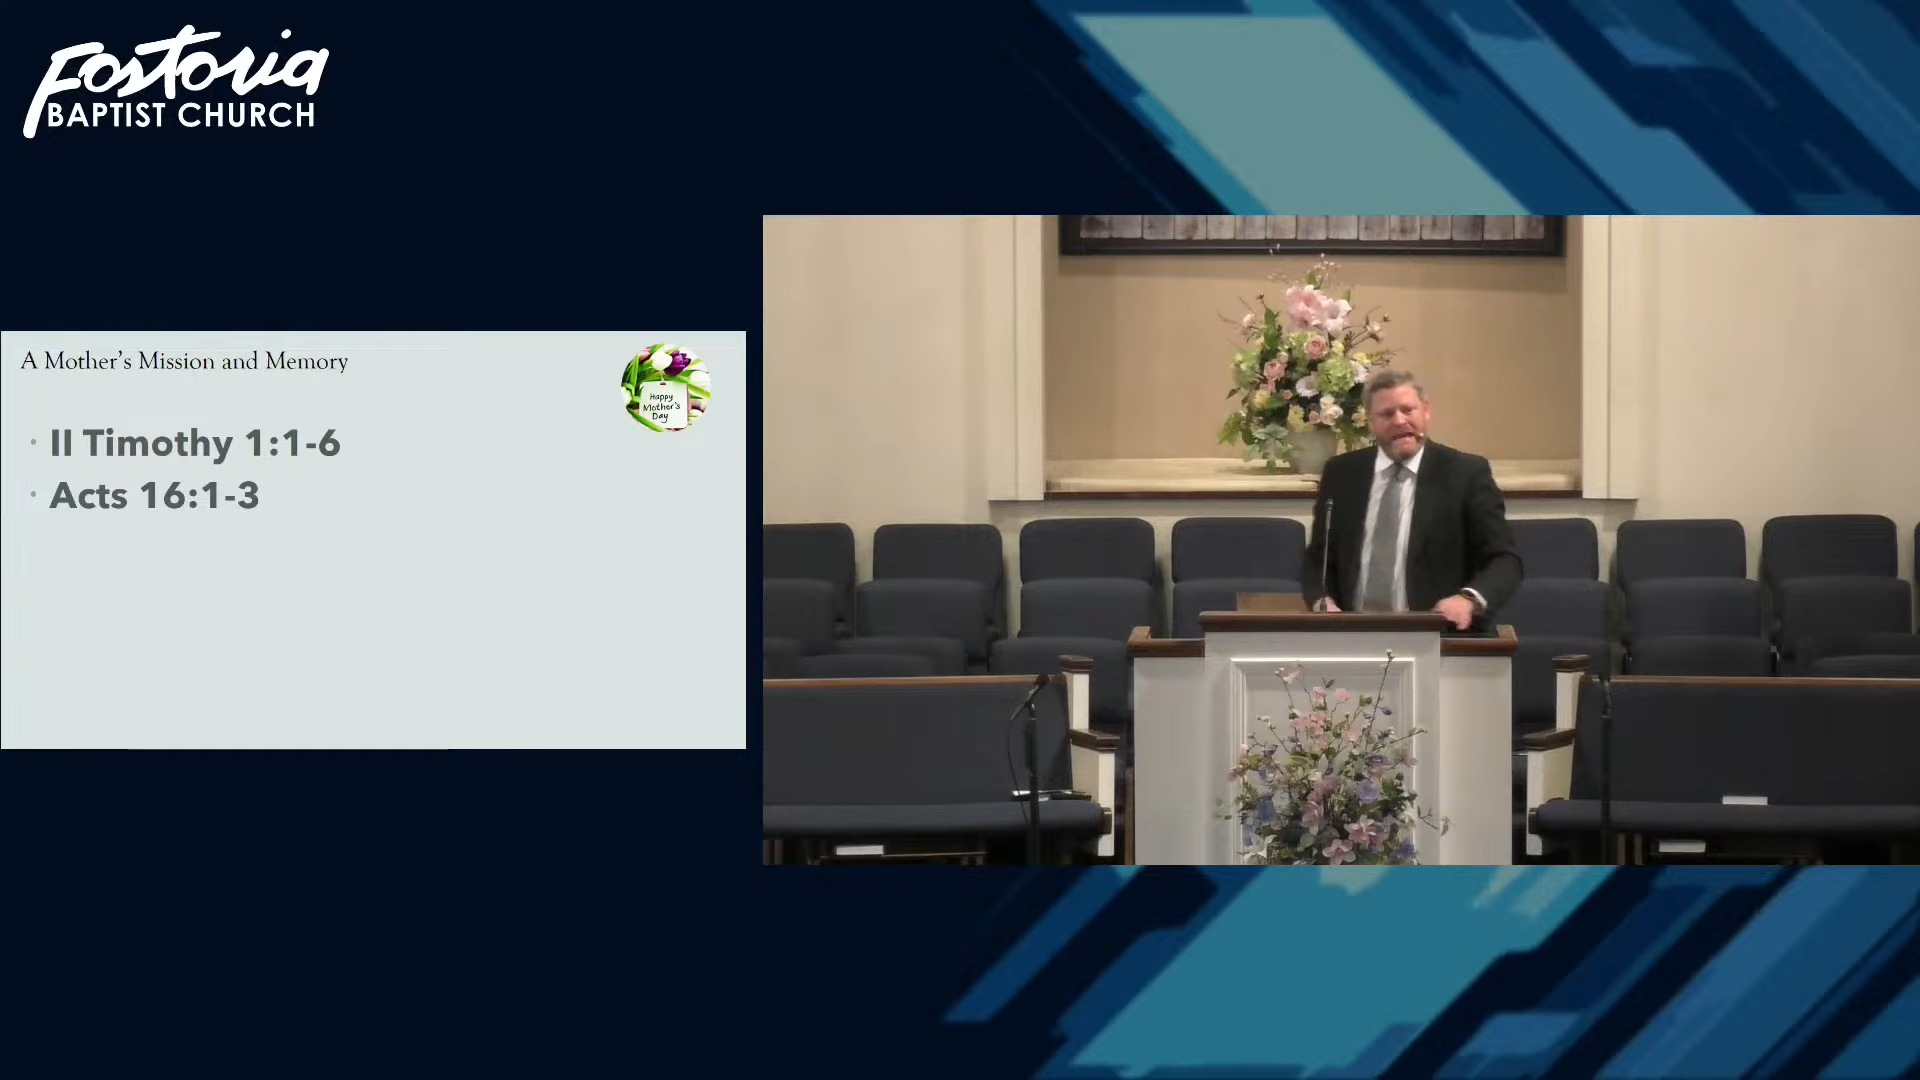 Fostoria
BAPTIST CHURCH
A Mother's Mission and Memory
Happy
Mother's
Day
· II Timothy 1:1-6
· Acts 16:1-3